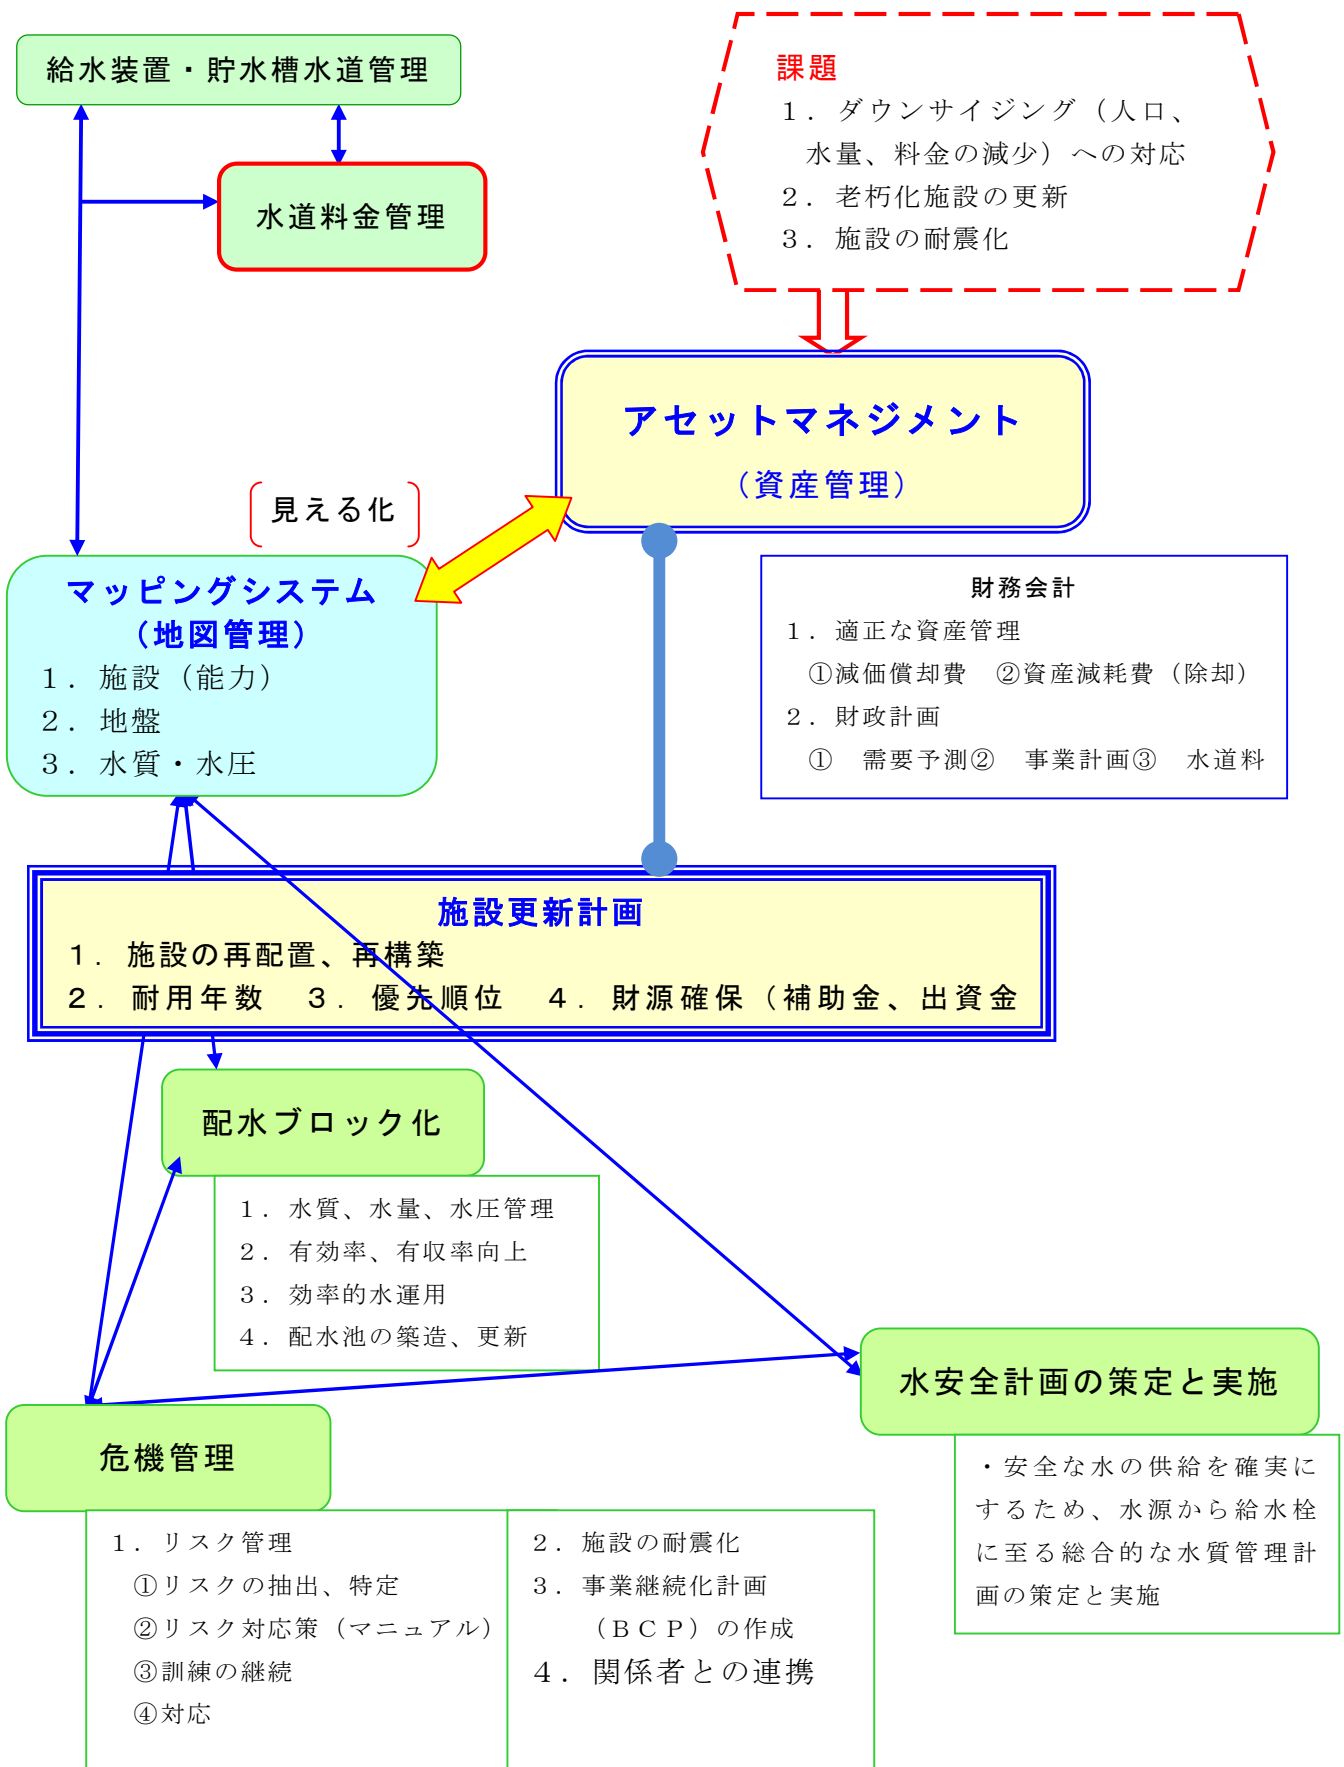 給水装置・貯水槽水道管理
水道料金管理
課題
１．ダウンサイジング（人口、
水量、料金の減少）への対応
２．老朽化施設の更新
３．施設の耐震化
アセットマネジメント
（資産管理）
見える化
マッピングシステム
（地図管理）
１．施設（能力）
２．地盤
３．水質・水圧
財務会計
１．適正な資産管理
①減価償却費　②資産減耗費（除却）
２．財政計画
①　需要予測②　事業計画③　水道料
施設更新計画
１．施設の再配置、再構築
２．耐用年数　３．優先順位　４．財源確保（補助金、出資金
配水ブロック化
１．水質、水量、水圧管理
２．有効率、有収率向上
３．効率的水運用
４．配水池の築造、更新
水安全計画の策定と実施
・安全な水の供給を確実に
するため、水源から給水栓
に至る総合的な水質管理計
画の策定と実施
危機管理
１．リスク管理
①リスクの抽出、特定
②リスク対応策（マニュアル）
③訓練の継続
④対応
２．施設の耐震化
３．事業継続化計画
（ＢＣＰ）の作成
４．関係者との連携